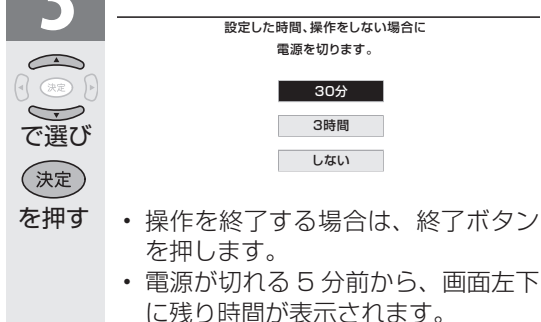 3
設定した時間、操作をしない場合に
電源を切ります。
30分
3時間
しない
決定
で選び
決定
を押す
• 操作を終了する場合は、終了ボタン
を押します。
• 電源が切れる 5 分前から、画面左下
に残り時間が表示されます。